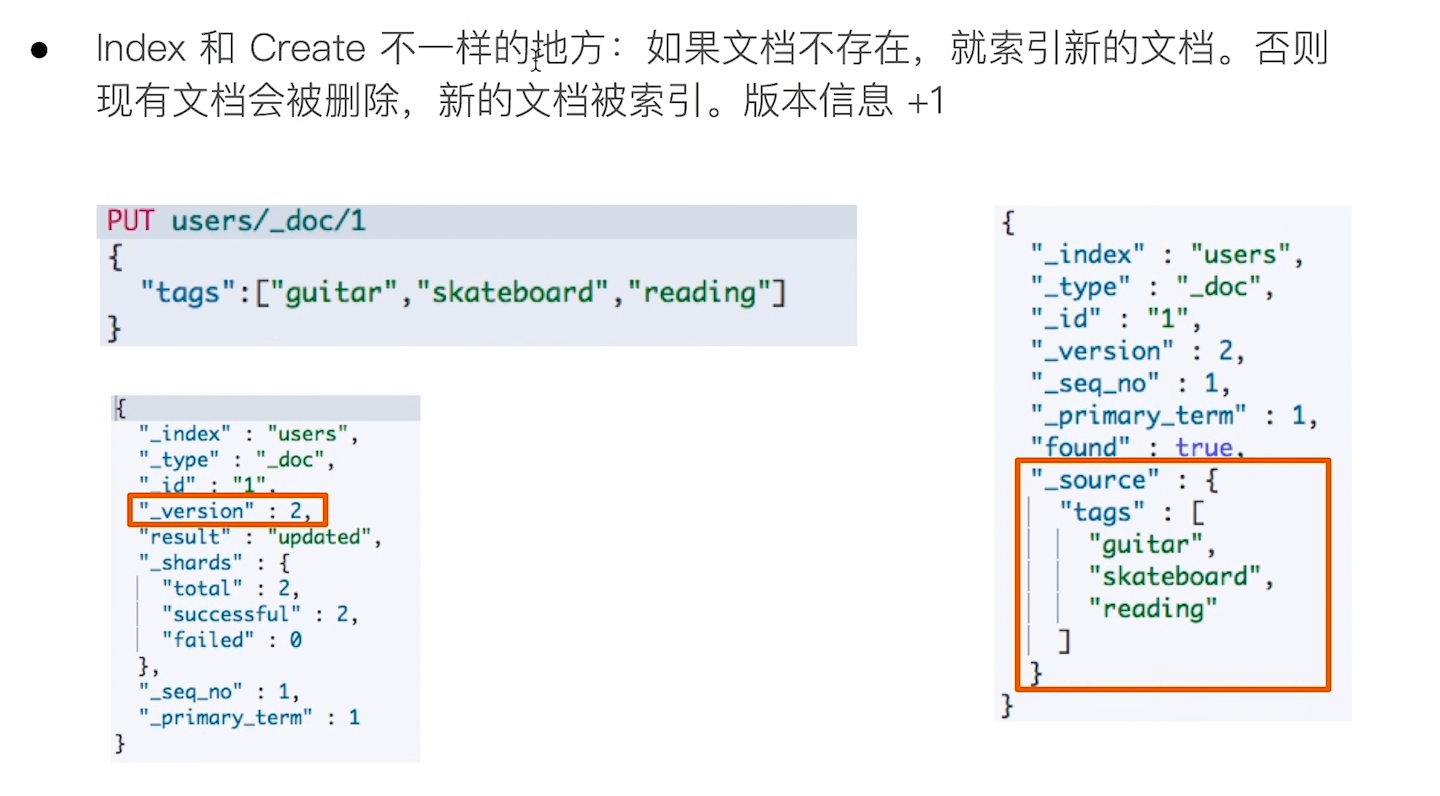 ● Index 和 Create 不一样的地方：如果文档不存在，就索引新的文档。否则
现有文档会被删除，新的文档被索引。版本信息 +1
PUT users/_doc/1
{
  "tags":["guitar","skateboard","reading"]
}
{
  "_index" : "users",
  "_type" : "_doc",
  "_id" : "1",
  "_version" : 2,
  "result" : "updated",
  "_shards" : {
    "total" : 2,
    "successful" : 2,
    "failed" : 0
  },
  "_seq_no" : 1,
  "_primary_term" : 1
}
{
  "_index" : "users",
  "_type" : "_doc",
  "_id" : "1",
  "_version" : 2,
  "_seq_no" : 1,
  "_primary_term" : 1,
  "found" : true,
  "_source" : {
    "tags" : [
      "guitar",
      "skateboard",
      "reading"
    ]
  }
}